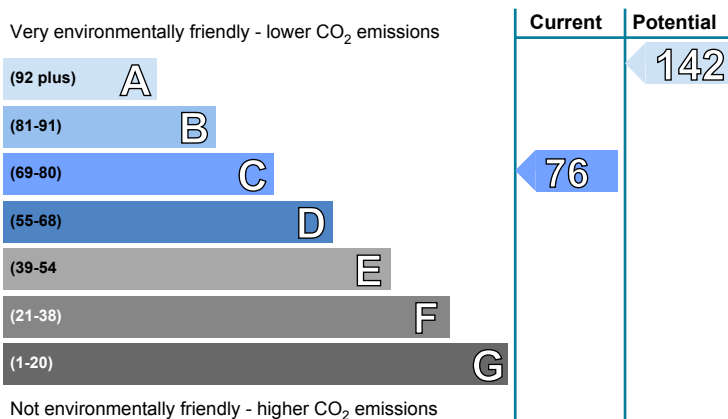 Current Potential
Very environmentally friendly - lower CO2 emissions
142
(92 plus) A
(81-91) B
(69-80) C 76
(55-68) D
(39-54 E
(21-38) F
(1-20) G
Not environmentally friendly - higher CO2 emissions